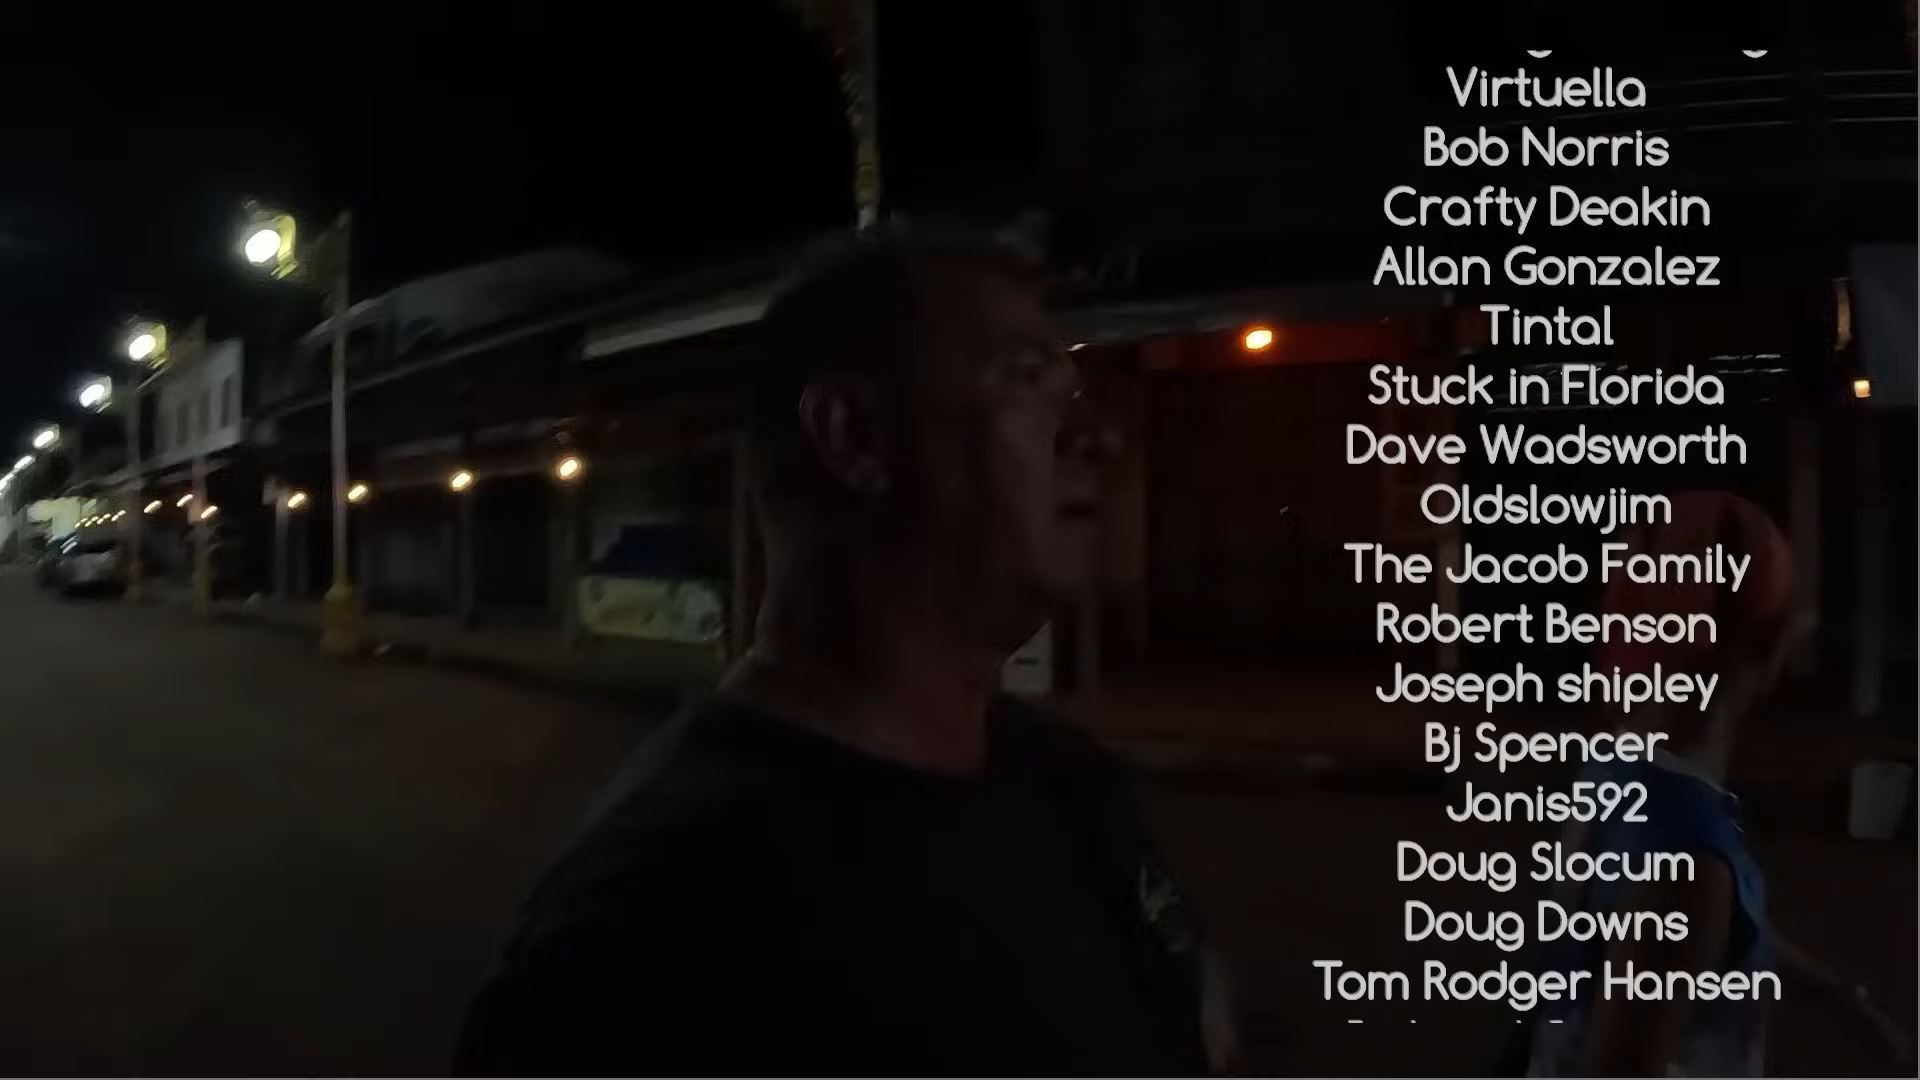 Virtuella
Bob Norris
Crafty Deakin
Allan Gonzalez
Tintal
Stuck in Florida
Dave Wadsworth
Oldslowjim
The Jacob Family
Robert Benson
Joseph shipley
Bj Spencer
Janis592
Doug Slocum
Doug Downs
Tom Rodger Hansen